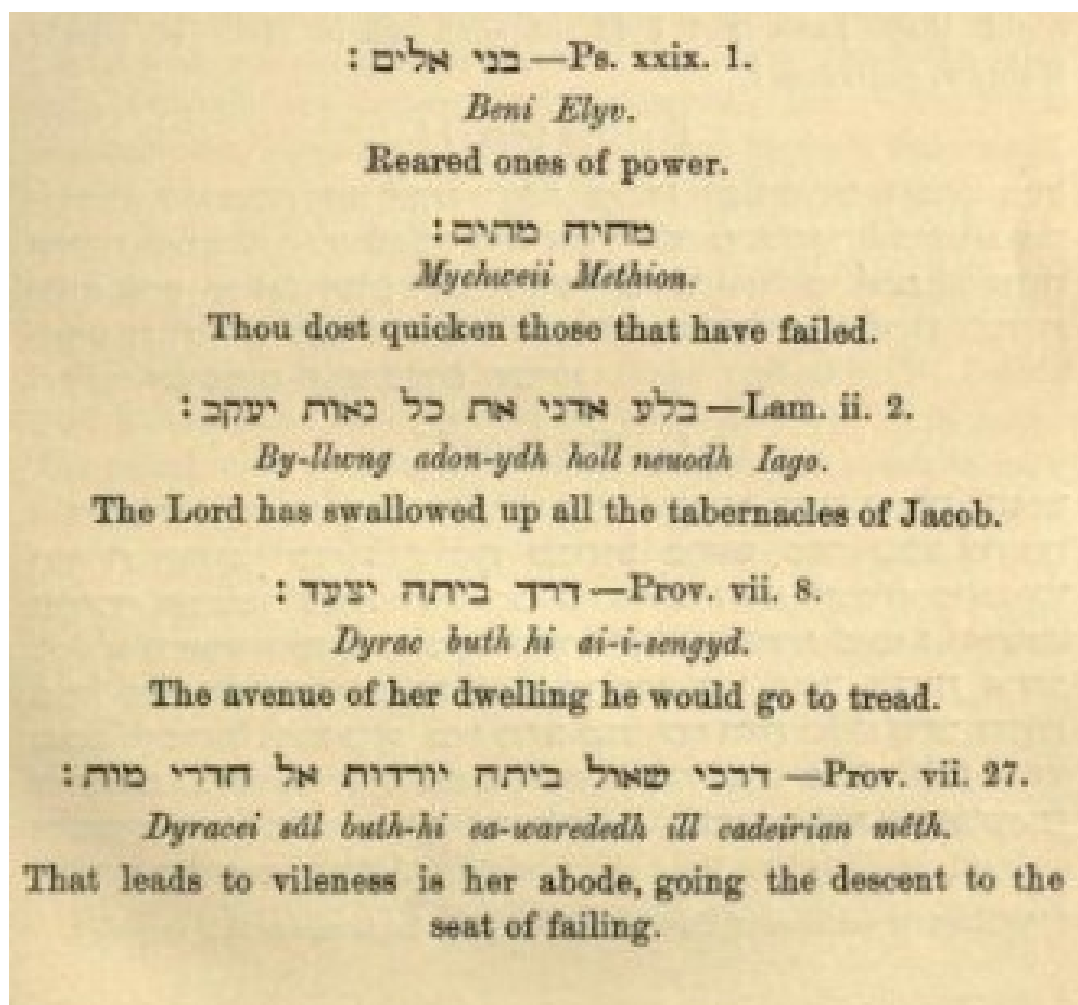 בני אלים :—Ps. xxix. 1.
Beni Elyv.
Reared ones of power.
מחיה מתים :
Mychweii Methion.
Thou dost quicken those that have failed.
בלע אדני את כל נאות יעקב :—Lam. ii. 2.
By-llwng adon-ydh holl neuodh Iago.
The Lord has swallowed up all the tabernacles of Jacob.
דרך ביתה יצעד :—Prov. vii. 8.
Dyrac buth hi ai-i-sengyd.
The avenue of her dwelling he would go to tread.
דרכי שאול ביתה יורדות אל חדרי מות :—Prov. vii. 27.
Dyracei sâl buth-hi ea-warededh ill cadeirian mêth.
That leads to vileness is her abode, going the descent to the
seat of failing.